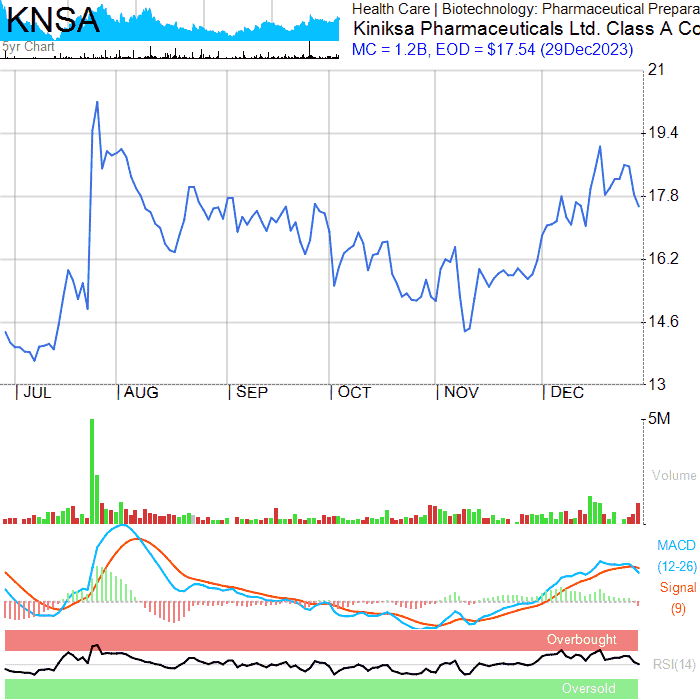 KNSA
5yr Chart
Health Care | Biotechnology: Pharmaceutical Prepara
Kiniksa Pharmaceuticals Ltd. Class A Co
MC = 1.2B, EOD = $17.54 (29Dec2023)
21
19.4
17.8
16.2
14.6
13
JUL AUG SEP OCT NOV DEC
5M
Volume
MACD
(12-26)
Signal
(9)
Overbought
RSI(14)
Oversold